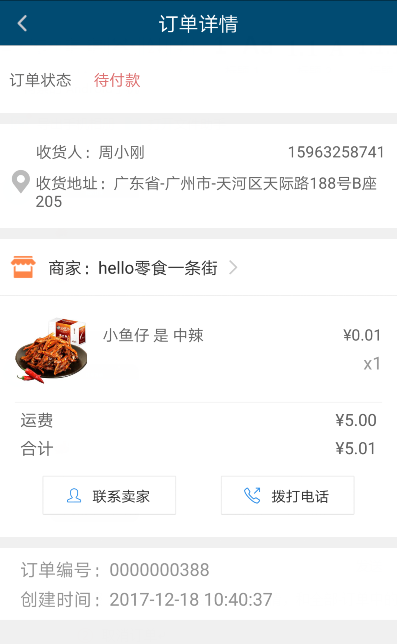 订单详情
订单状态 待付款
收货人：周小刚 15963258741
收货地址：广东省-广州市-天河区天际路188号B座
205
商家：hello零食一条街
小鱼仔 是 中辣 ¥0.01
x1
运费 ¥5.00
合计 ¥5.01
联系卖家 拨打电话
订单编号：0000000388
创建时间：2017-12-18 10:40:37